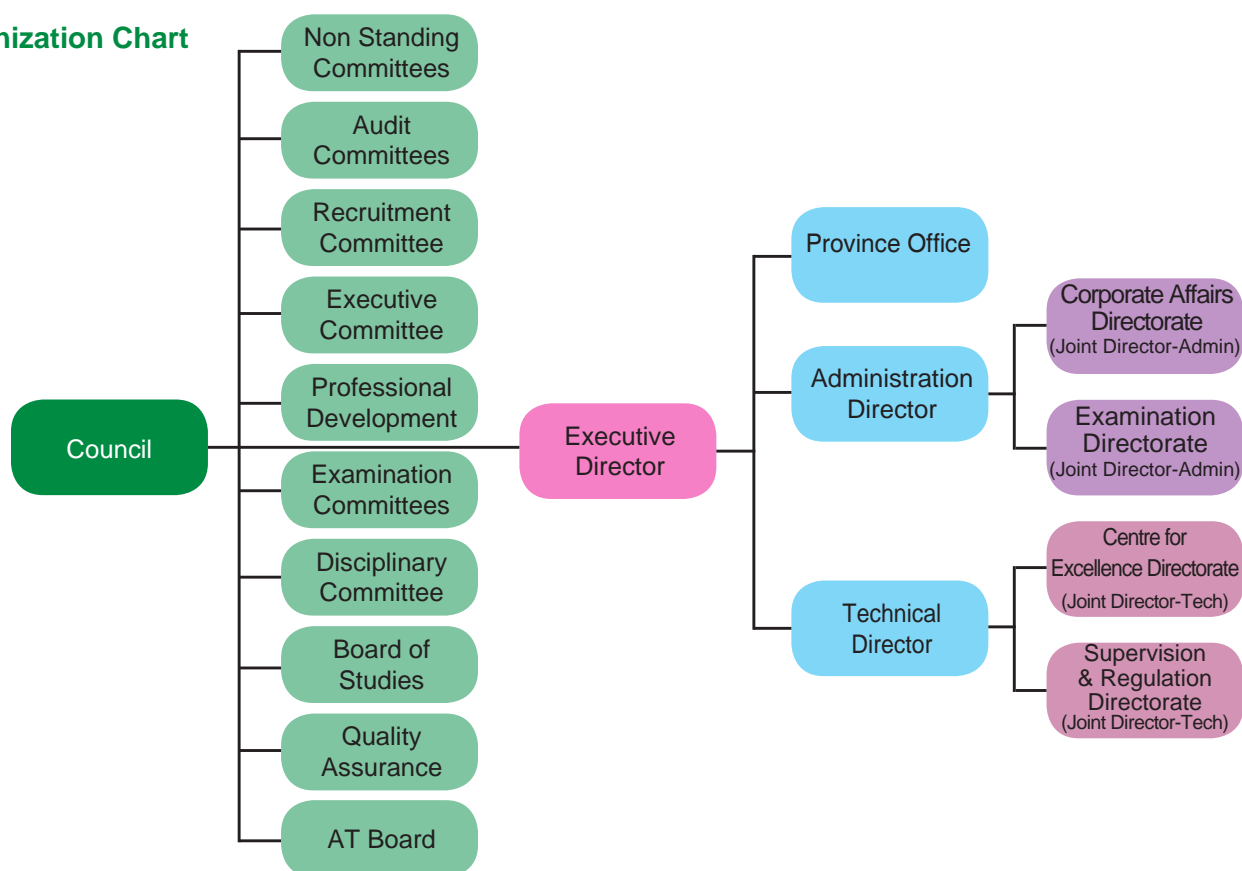 nization Chart
Non Standing
Committees
Audit
Committees
Recruitment
Committee
Executive
Committee
Professional
Development
Examination
Committees
Disciplinary
Committee
Board of
Studies
Quality
Assurance
AT Board
Council
Executive
Director
Province Office
Administration
Director
Technical
Director
Corporate Affairs
Directorate
(Joint Director-Admin)
Examination
Directorate
(Joint Director-Admin)
Centre for
Excellence Directorate
(Joint Director-Tech)
Supervision
& Regulation
Directorate
(Joint Director-Tech)